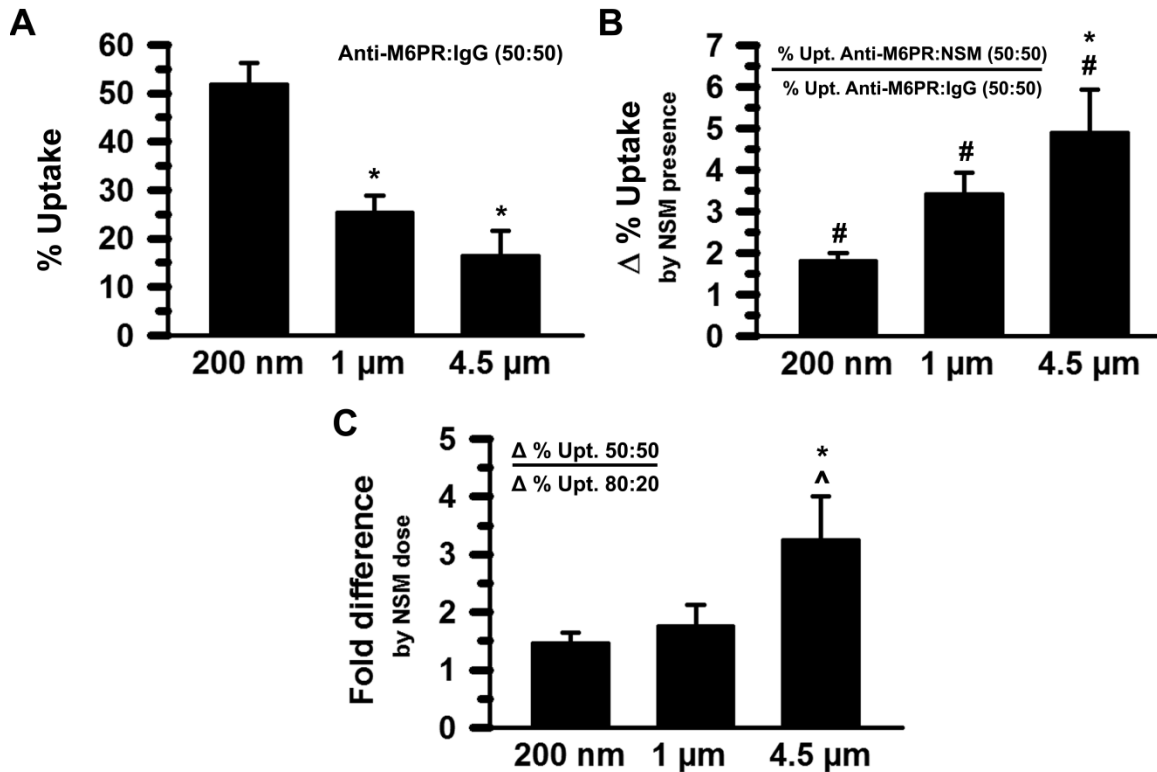 A
Anti-M6PR:IgG (50:50)
60
50
40
30
20
10
0
% Uptake
*
*
200 nm 1 µm 4.5 µm
B
% Upt. Anti-M6PR:NSM (50:50)
% Upt. Anti-M6PR:IgG (50:50)
7
6
5
4
3
2
1
0
Δ % Uptake
by NSM presence
#
#
*
#
200 nm 1 µm 4.5 µm
C
Δ % Upt. 50:50
Δ % Upt. 80:20
5
4
3
2
1
0
Fold difference
by NSM dose
*
^
200 nm 1 µm 4.5 µm